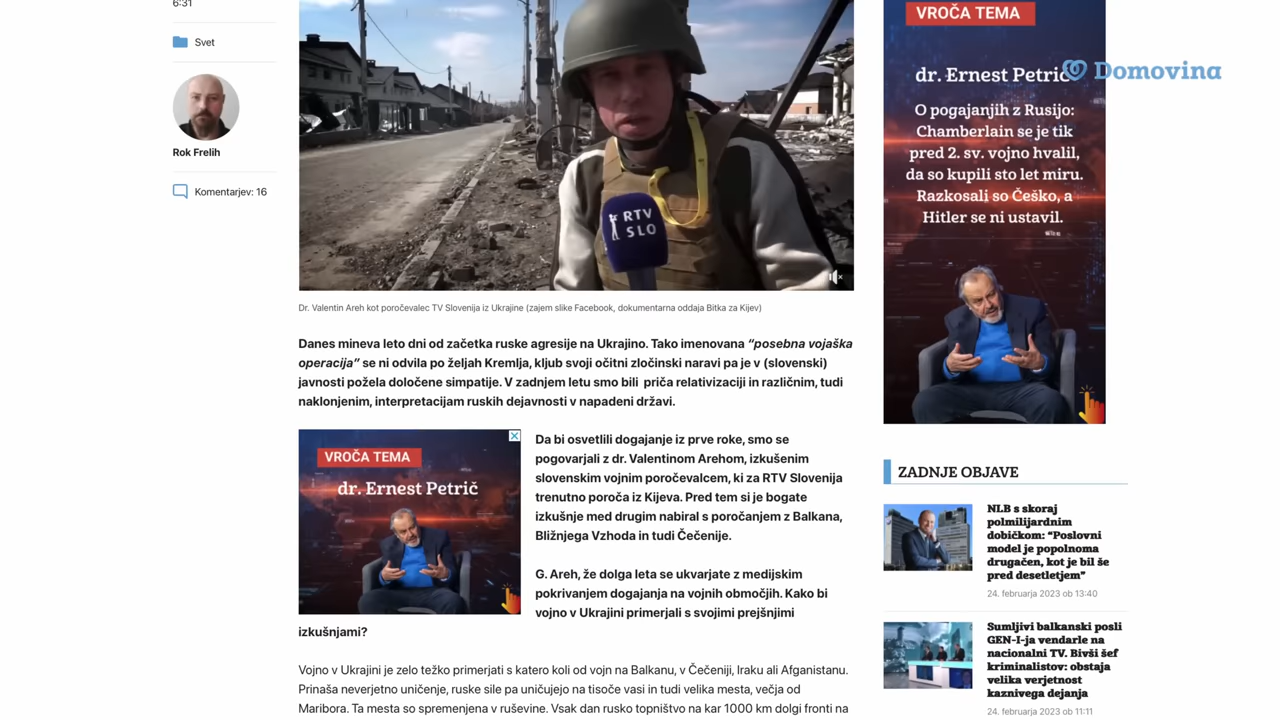 6:31
Svet
Rok Frelih
Komentarjev: 16
RTV
SLO
Dr. Valentin Areh kot poročevalec TV Slovenija iz Ukrajine (zajem slike Facebook, dokumentarna oddaja Bitka za Kijev)
Danes mineva leto dni od začetka ruske agresije na Ukrajino. Tako imenovana “posebna vojaška
operacija” se ni odvila po željah Kremlja, kljub svoji očitni zločinski naravi pa je v (slovenski)
javnosti požela določene simpatije. V zadnjem letu smo bili  priča relativizaciji in različnim, tudi
naklonjenim, interpretacijam ruskih dejavnosti v napadeni državi.
VROČA TEMA
dr. Ernest Petrič
Da bi osvetlili dogajanje iz prve roke, smo se
pogovarjali z dr. Valentinom Arehom, izkušenim
slovenskim vojnim poročevalcem, ki za RTV Slovenija
trenutno poroča iz Kijeva. Pred tem si je bogate
izkušnje med drugim nabiral s poročanjem z Balkana,
Bližnjega Vzhoda in tudi Čečenije.
G. Areh, že dolga leta se ukvarjate z medijskim
pokrivanjem dogajanja na vojnih območjih. Kako bi
vojno v Ukrajini primerjali s svojimi prejšnjimi
izkušnjami?
Vojno v Ukrajini je zelo težko primerjati s katero koli od vojn na Balkanu, v Čečeniji, Iraku ali Afganistanu.
Prinaša neverjetno uničenje, ruske sile pa uničujejo na tisoče vasi in tudi velika mesta, večja od
Maribora. Ta mesta so spremenjena v ruševine. Vsak dan rusko topništvo na kar 1000 km dolgi fronti na
VROČA TEMA
dr. Ernest Petrič
Domovina
O pogajanjih z Rusijo:
Chamberlain se je tik
pred 2. sv. vojno hvalil,
da so kupili sto let miru.
Razkosali so Češko, a
Hitler se ni ustavil.
ZADNJE OBJAVE
NLB s skoraj
polmilijardnim
dobičkom: “Poslovni
model je popolnoma
drugačen, kot je bil še
pred desetletjem”
24. februarja 2023 ob 13:40
Sumljivi balkanski posli
GEN-I-ja vendarle na
nacionalni TV. Bivši šef
kriminalistov: obstaja
velika verjetnost
kaznivega dejanja
24. februarja 2023 ob 11:11